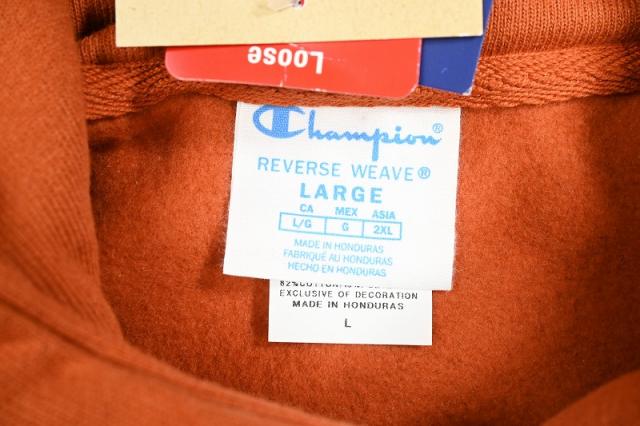 Loose
Champion®
REVERSE WEAVE®
LARGE
CA MEX ASIA
L/G G 2XL
MADE IN HONDURAS
FABRIQUÉ AU HONDURAS
HECHO EN HONDURAS
EXCLUSIVE OF DECORATION
MADE IN HONDURAS
L